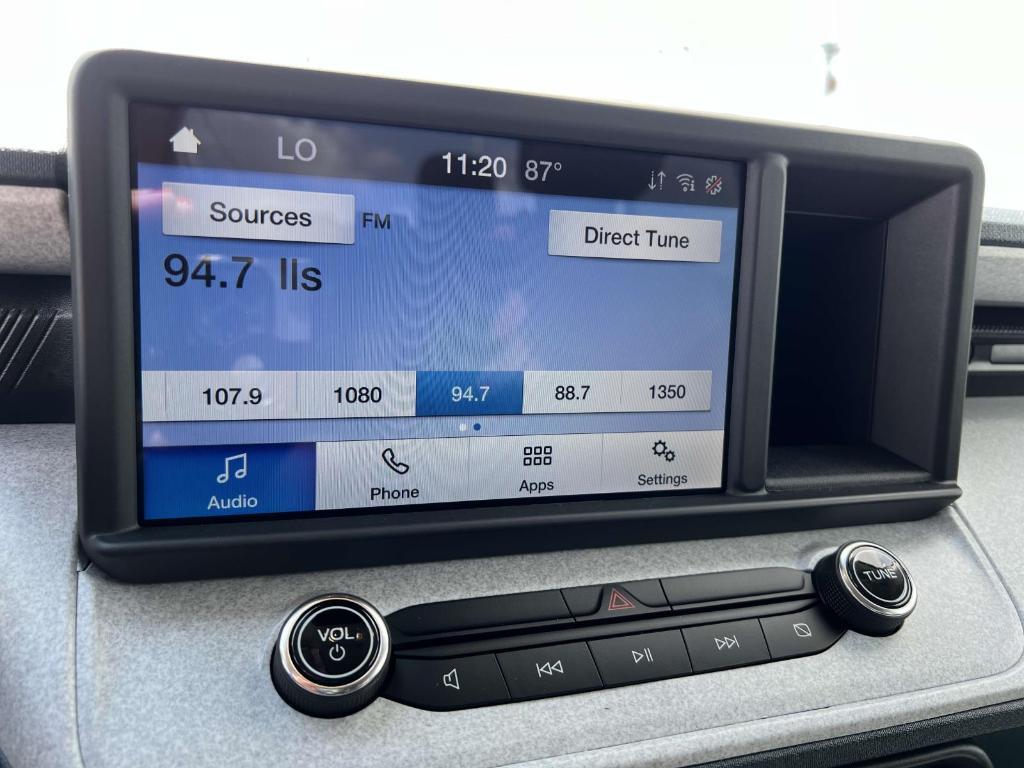 LO 11:20 87°
Sources FM Direct Tune
94.7 lls
107.9 1080 94.7 88.7 1350
Audio Phone Apps Settings
VOL
TUNE